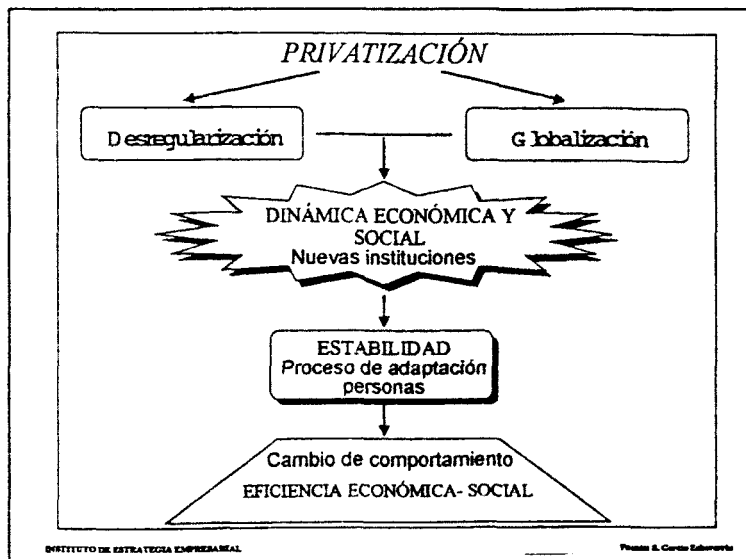 PRIVATIZACIÓN
Desregularización
Globalización
DINÁMICA ECONÓMICA Y
SOCIAL
Nuevas instituciones
ESTABILIDAD
Proceso de adaptación
personas
Cambio de comportamiento
EFICIENCIA ECONÓMICA- SOCIAL
INSTITUTO DE ESTRATEGIA EMPRESARIAL